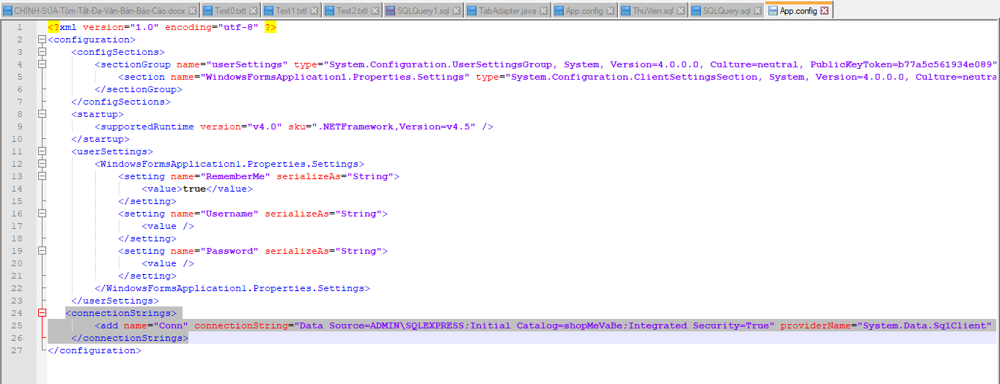 CHỈNH-SỬA-Tóm-Tắt-Đa-Văn-Bản-Báo-Cáo.docx Text0.txtl Text1.txtl Text2.txtl SQLQuery1.sql TabAdapter.java App.config ThuVien.sql SQLQuery.sql App.config
1 <?xml version="1.0" encoding="utf-8" ?>
2 <configuration>
3 <configSections>
4 <sectionGroup name="userSettings" type="System.Configuration.UserSettingsGroup, System, Version=4.0.0.0, Culture=neutral, PublicKeyToken=b77a5c561934e089"
5 <section name="WindowsFormsApplication1.Properties.Settings" type="System.Configuration.ClientSettingsSection, System, Version=4.0.0.0, Culture=neutra
6 </sectionGroup>
7 </configSections>
8 <startup>
9 <supportedRuntime version="v4.0" sku=".NETFramework,Version=v4.5" />
10 </startup>
11 <userSettings>
12 <WindowsFormsApplication1.Properties.Settings>
13 <setting name="RememberMe" serializeAs="String">
14 <value>true</value>
15 </setting>
16 <setting name="Username" serializeAs="String">
17 <value />
18 </setting>
19 <setting name="Password" serializeAs="String">
20 <value />
21 </setting>
22 </WindowsFormsApplication1.Properties.Settings>
23 </userSettings>
24 <connectionStrings>
25 <add name="Conn" connectionString="Data Source=ADMIN\SQLEXPRESS;Initial Catalog=shopMeVaBe;Integrated Security=True" providerName="System.Data.SqlClient"
26 </connectionStrings>
27 </configuration>